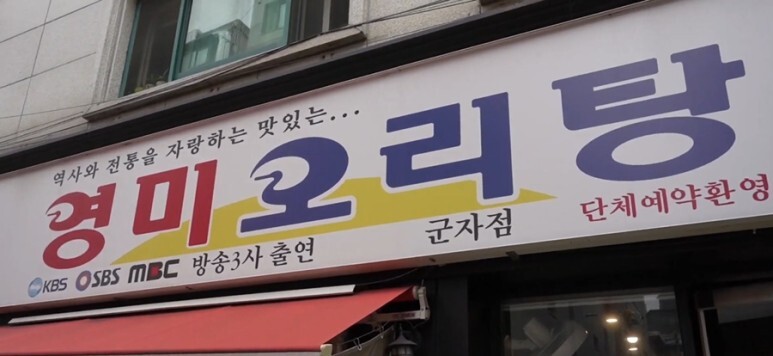 역사와 전통을 자랑하는 맛있는...
영미오리탕
KBS SBS MBC 방송3사 출연
군자점
단체예약환영